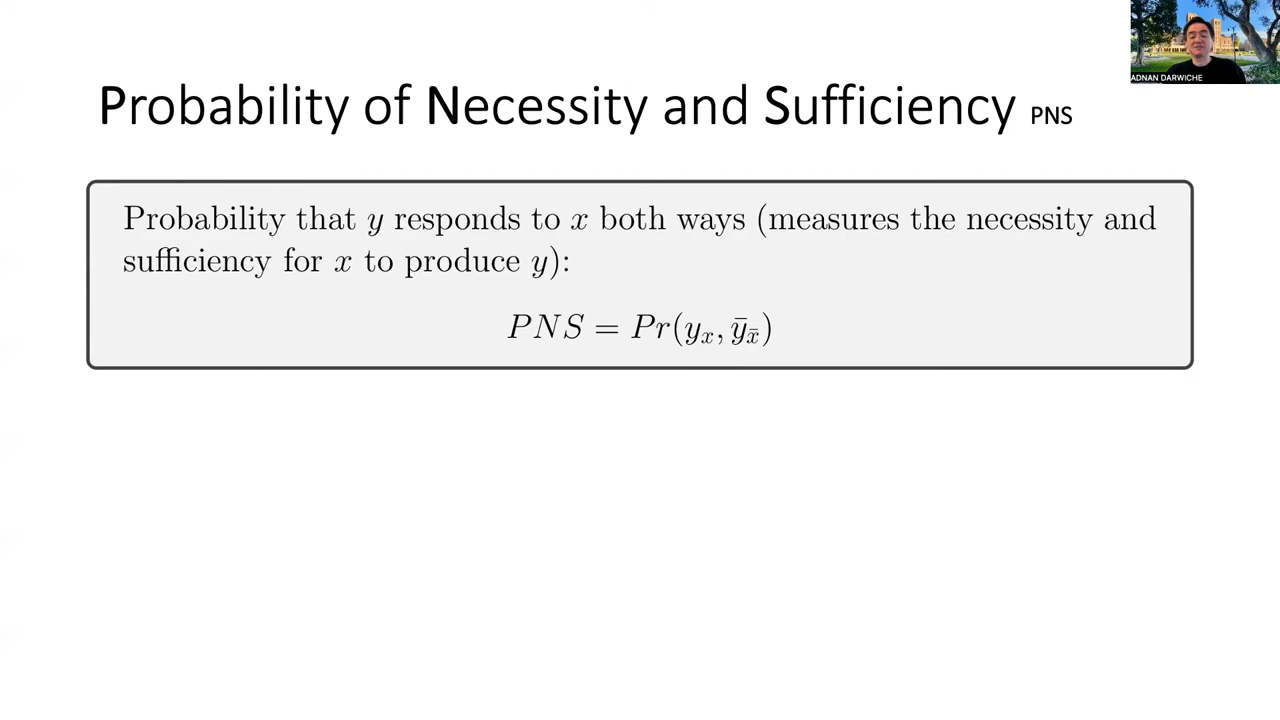 ADNAN DARWICHE
Probability of Necessity and Sufficiency PNS
Probability that y responds to x both ways (measures the necessity and
sufficiency for x to produce y):
PNS = Pr(yₓ, ȳ_x̄)